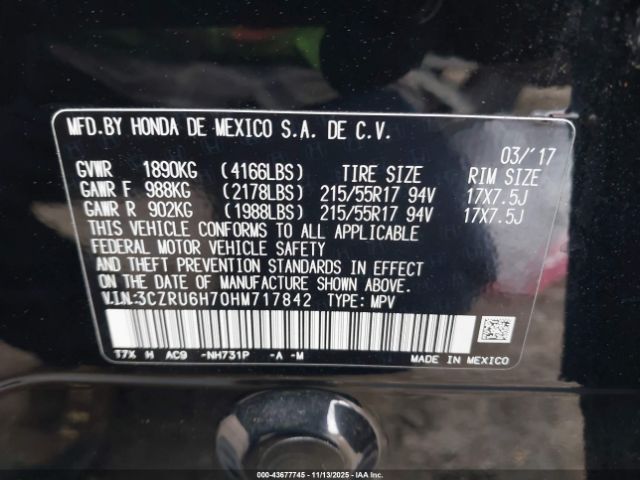 MFD.BY HONDA DE MEXICO S.A. DE C.V.
03/'17
GVWR 1890KG (4166LBS) TIRE SIZE RIM SIZE
GAWR F 988KG (2178LBS) 215/55R17 94V 17X7.5J
GAWR R 902KG (1988LBS) 215/55R17 94V 17X7.5J
THIS VEHICLE CONFORMS TO ALL APPLICABLE
FEDERAL MOTOR VEHICLE SAFETY
AND THEFT PREVENTION STANDARDS IN EFFECT
ON THE DATE OF MANUFACTURE SHOWN ABOVE.
V.I.N.:3CZRU6H70HM717842 TYPE: MPV
T7X H AC9 -NH731P -A -M
MADE IN MEXICO
000-43677745 - 11/13/2025 - IAA Inc.